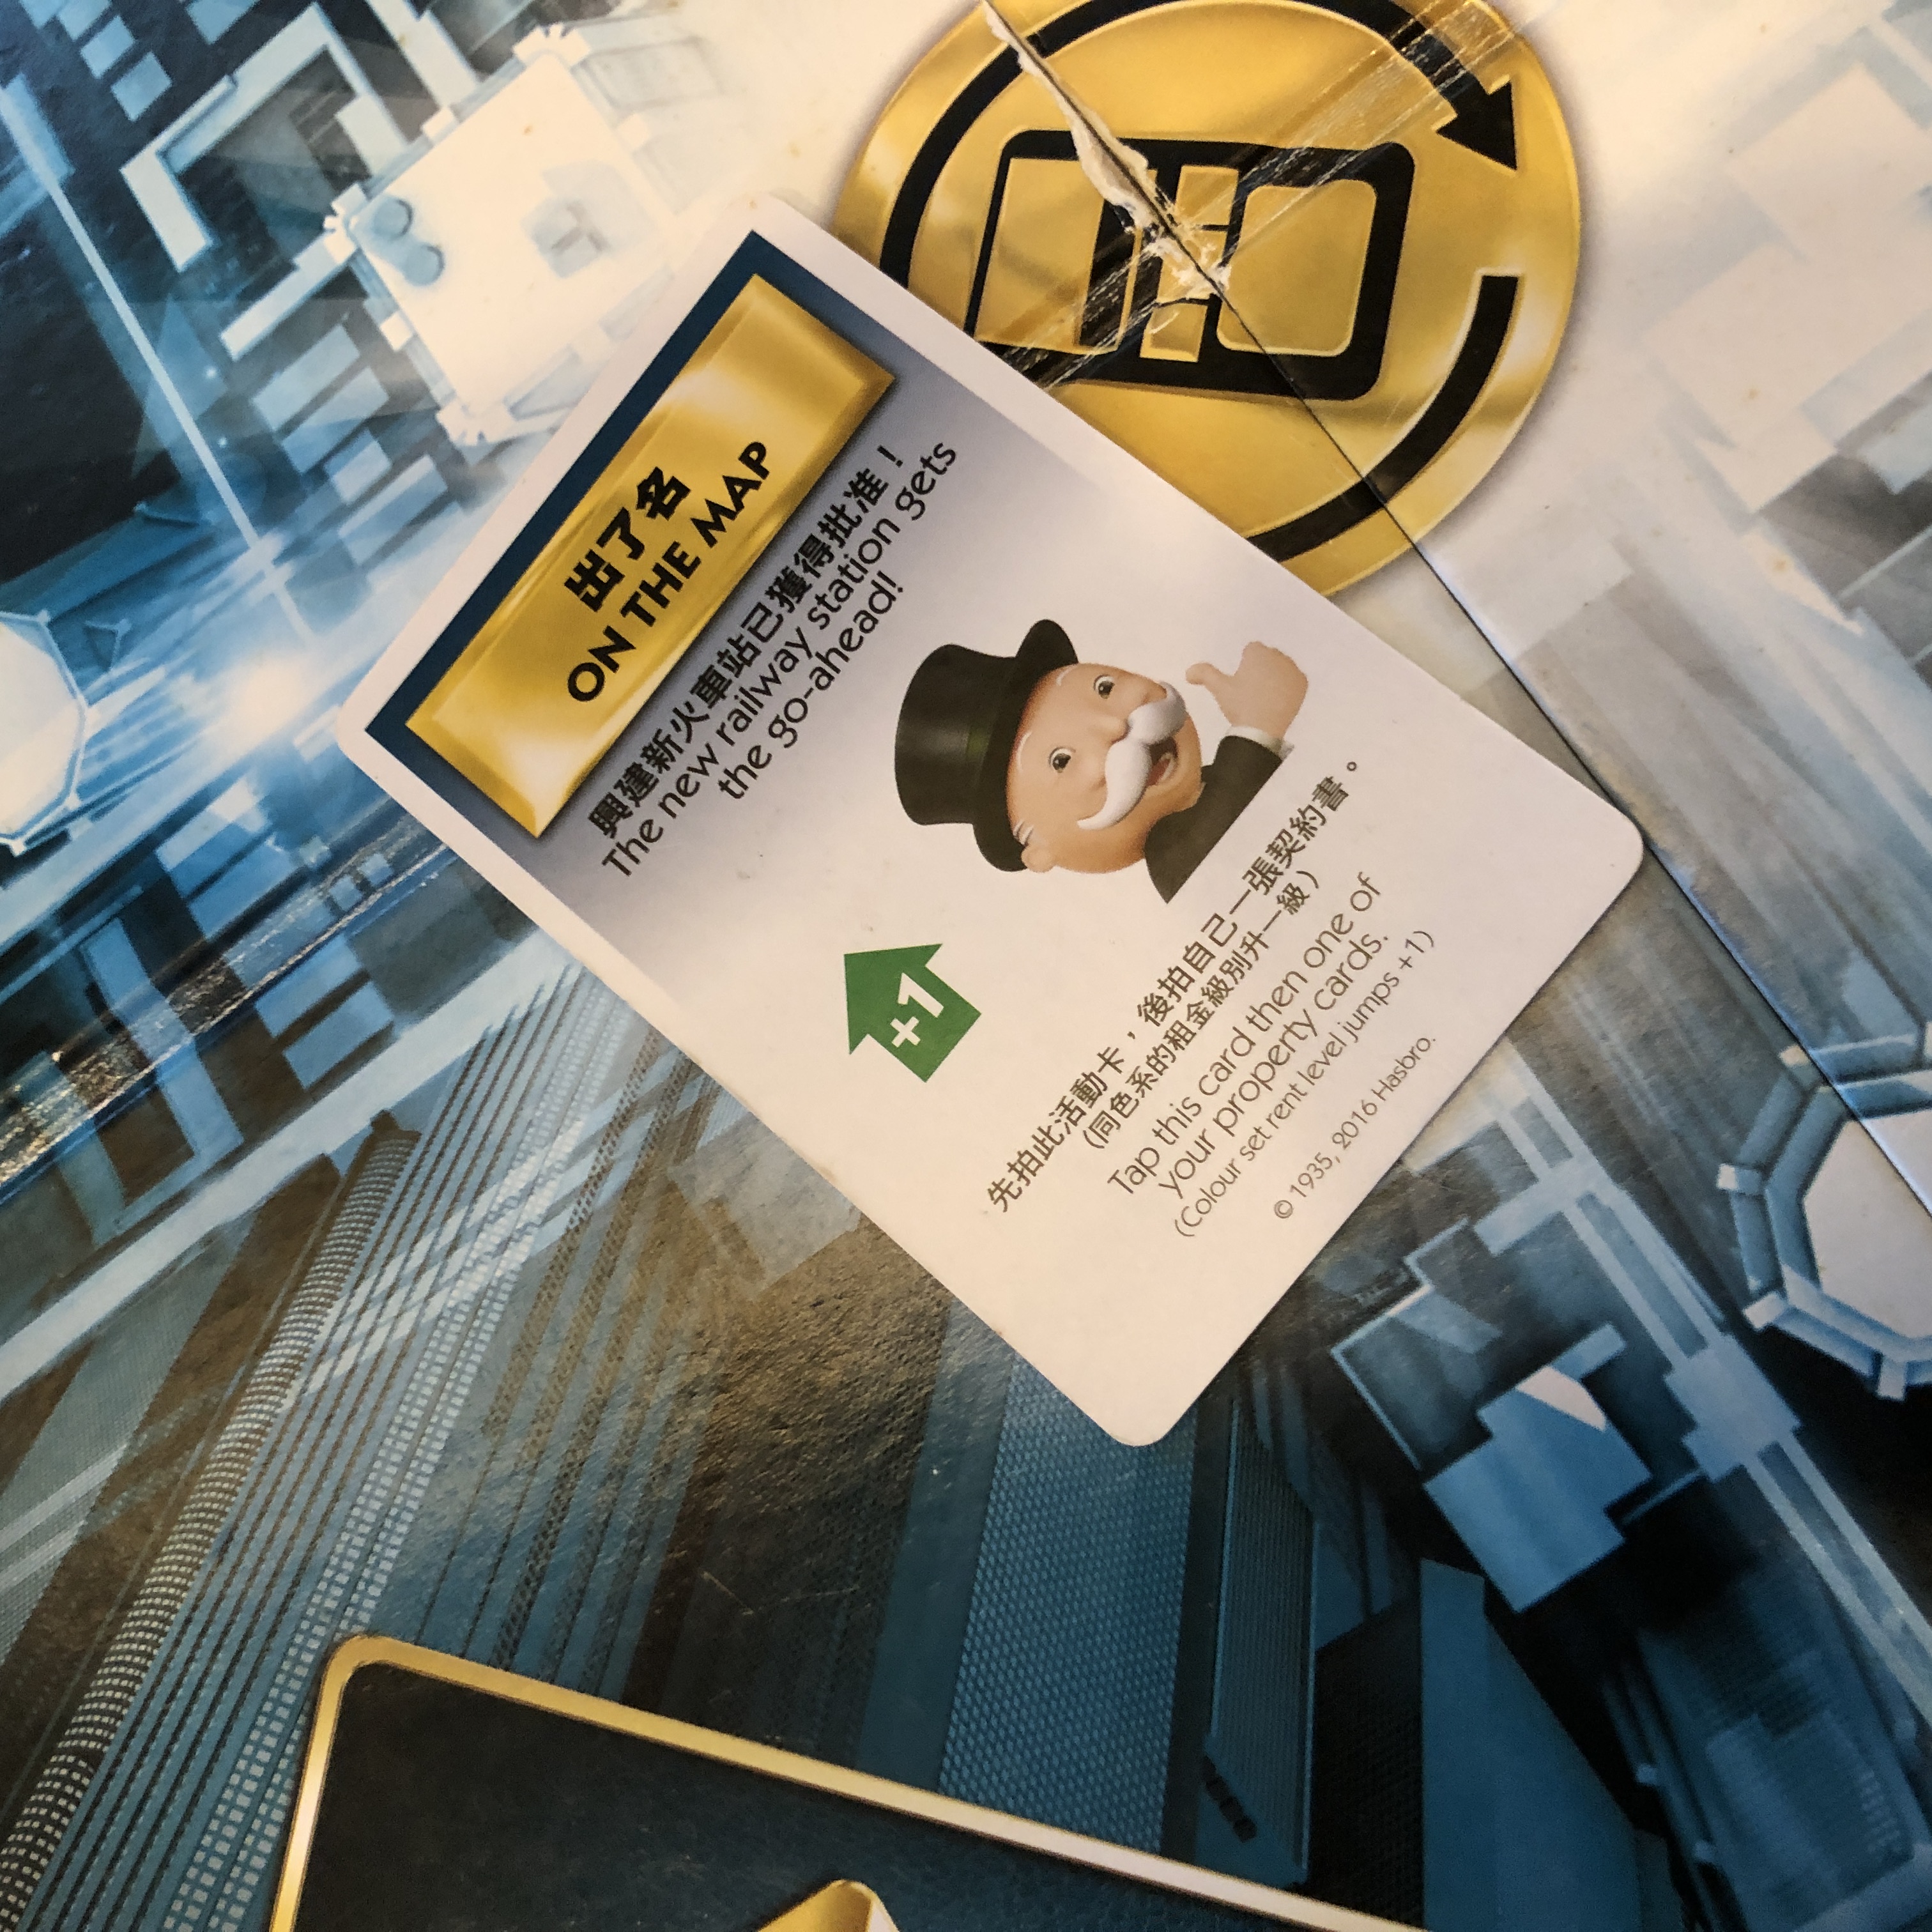 出了名
ON THE MAP
興建新火車站已獲得批准！
The new railway station gets
the go-ahead!
+1
先拍此活動卡，後拍自己一張契約書。
(同色系的租金級別升一級)
Tap this card then one of
your property cards.
(Colour set rent level jumps +1)
© 1935, 2016 Hasbro.